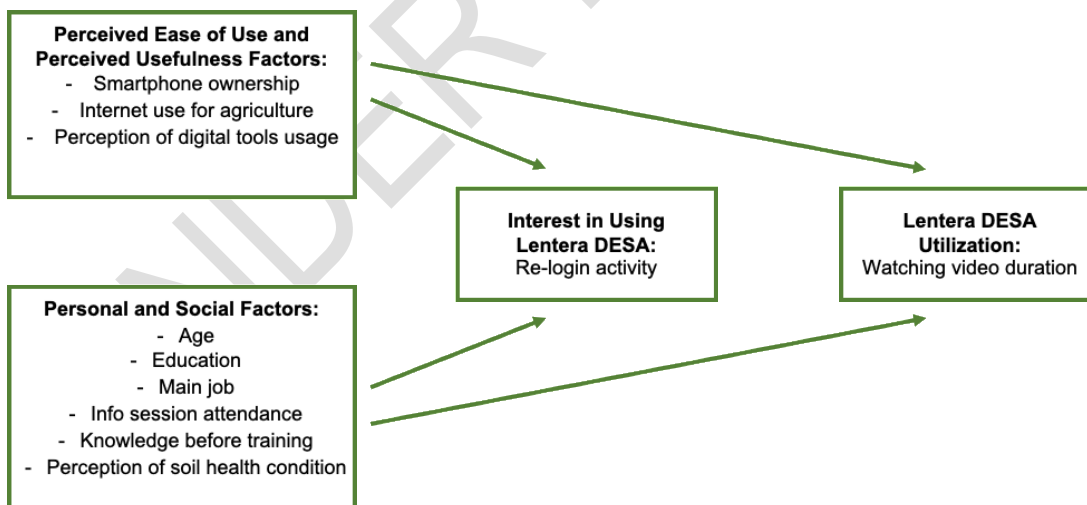 Perceived Ease of Use and
Perceived Usefulness Factors:
- Smartphone ownership
- Internet use for agriculture
- Perception of digital tools usage
Interest in Using
Lentera DESA:
Re-login activity
Lentera DESA
Utilization:
Watching video duration
Personal and Social Factors:
- Age
- Education
- Main job
- Info session attendance
- Knowledge before training
- Perception of soil health condition